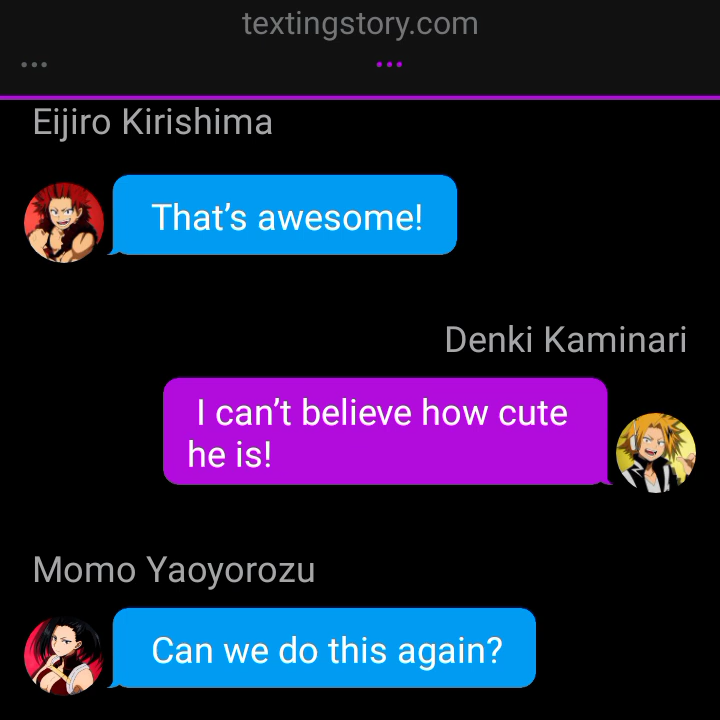 textingstory.com
Eijiro Kirishima
That’s awesome!
Denki Kaminari
I can’t believe how cute
he is!
Momo Yaoyorozu
Can we do this again?